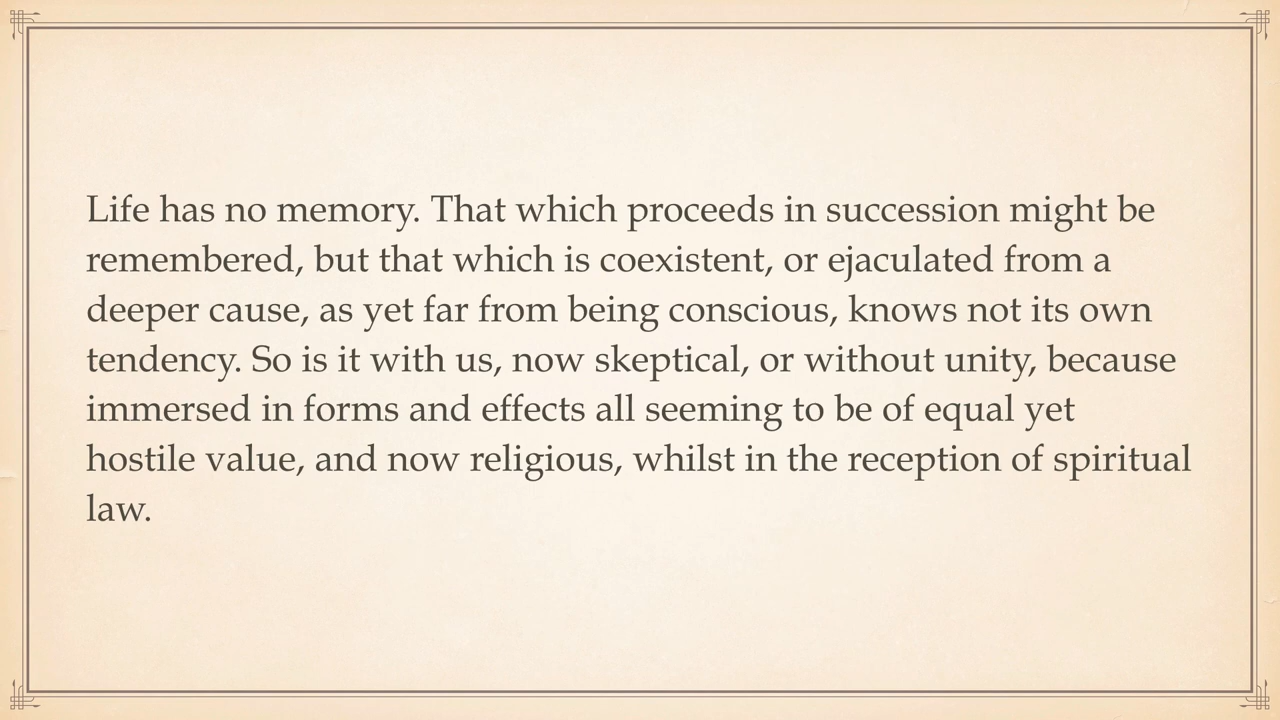 Life has no memory. That which proceeds in succession might be
remembered, but that which is coexistent, or ejaculated from a
deeper cause, as yet far from being conscious, knows not its own
tendency. So is it with us, now skeptical, or without unity, because
immersed in forms and effects all seeming to be of equal yet
hostile value, and now religious, whilst in the reception of spiritual
law.